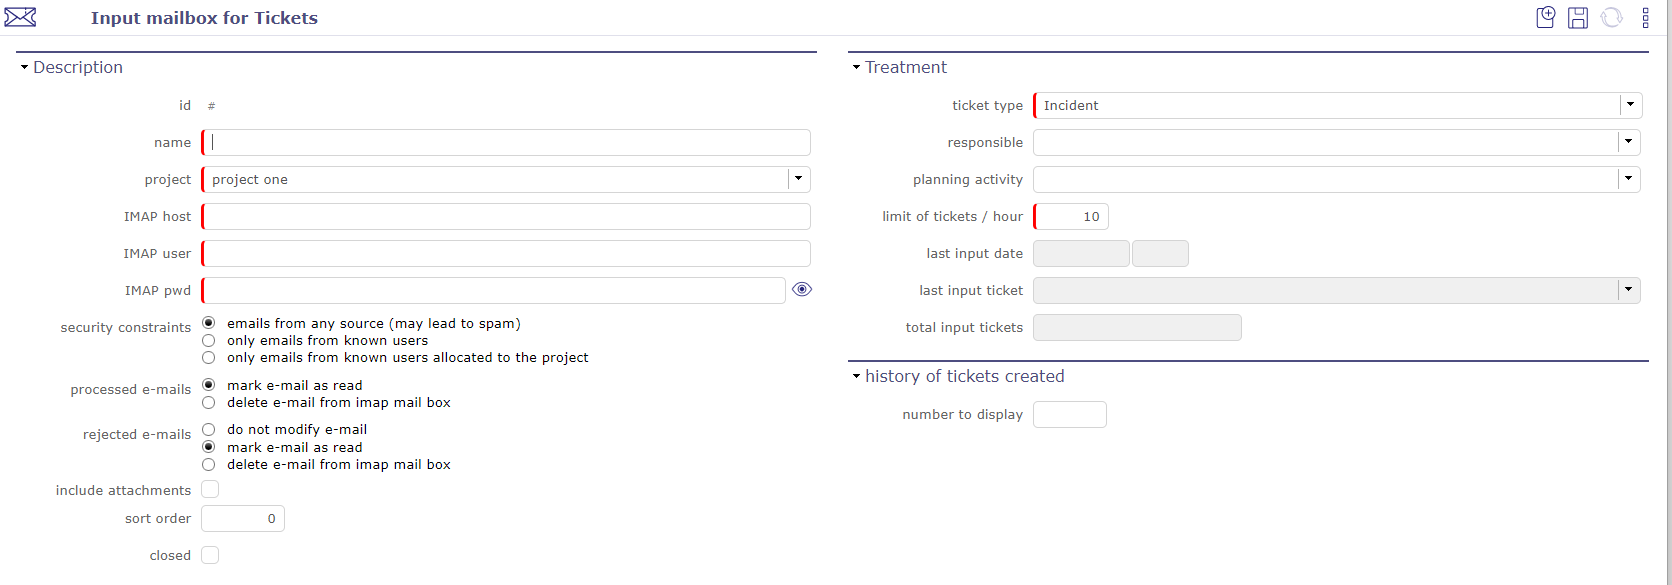 Input mailbox for Tickets
Description
id #
name
project project one
IMAP host
IMAP user
IMAP pwd
security constraints emails from any source (may lead to spam)
only emails from known users
only emails from known users allocated to the project
processed e-mails mark e-mail as read
delete e-mail from imap mail box
rejected e-mails do not modify e-mail
mark e-mail as read
delete e-mail from imap mail box
include attachments
sort order 0
closed
Treatment
ticket type Incident
responsible
planning activity
limit of tickets / hour 10
last input date
last input ticket
total input tickets
history of tickets created
number to display